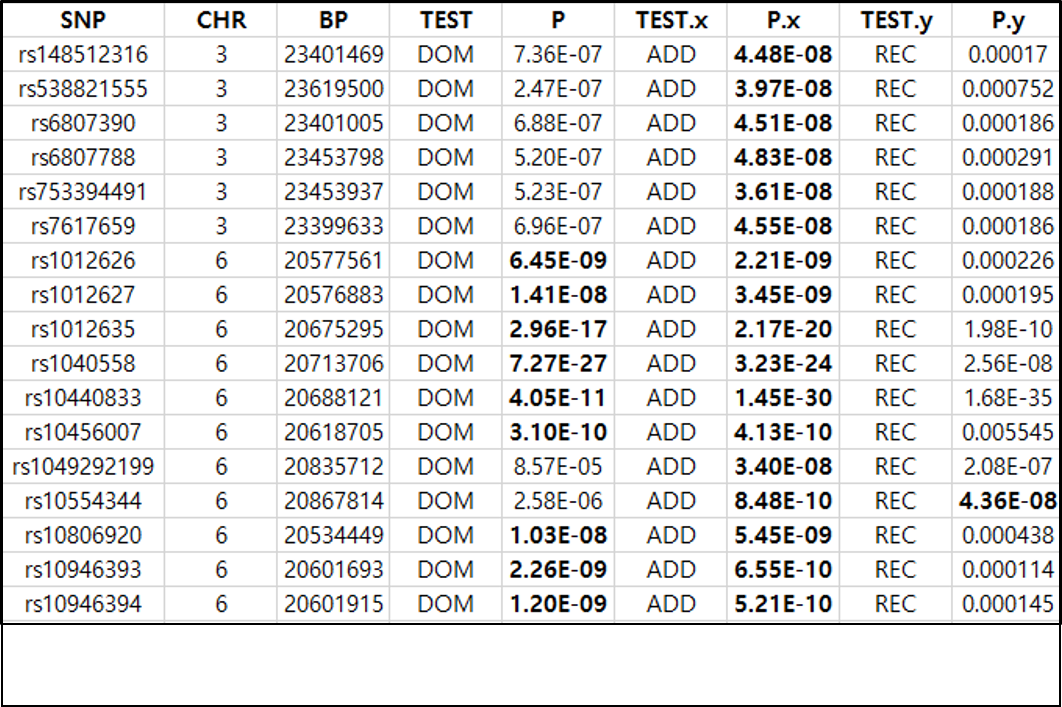 SNP CHR BP TEST P TEST.x P.x TEST.y P.y
rs148512316 3 23401469 DOM 7.36E-07 ADD 4.48E-08 REC 0.00017
rs538821555 3 23619500 DOM 2.47E-07 ADD 3.97E-08 REC 0.000752
rs6807390 3 23401005 DOM 6.88E-07 ADD 4.51E-08 REC 0.000186
rs6807788 3 23453798 DOM 5.20E-07 ADD 4.83E-08 REC 0.000291
rs753394491 3 23453937 DOM 5.23E-07 ADD 3.61E-08 REC 0.000188
rs7617659 3 23399633 DOM 6.96E-07 ADD 4.55E-08 REC 0.000186
rs1012626 6 20577561 DOM 6.45E-09 ADD 2.21E-09 REC 0.000226
rs1012627 6 20576883 DOM 1.41E-08 ADD 3.45E-09 REC 0.000195
rs1012635 6 20675295 DOM 2.96E-17 ADD 2.17E-20 REC 1.98E-10
rs1040558 6 20713706 DOM 7.27E-27 ADD 3.23E-24 REC 2.56E-08
rs10440833 6 20688121 DOM 4.05E-11 ADD 1.45E-30 REC 1.68E-35
rs10456007 6 20618705 DOM 3.10E-10 ADD 4.13E-10 REC 0.005545
rs1049292199 6 20835712 DOM 8.57E-05 ADD 3.40E-08 REC 2.08E-07
rs10554344 6 20867814 DOM 2.58E-06 ADD 8.48E-10 REC 4.36E-08
rs10806920 6 20534449 DOM 1.03E-08 ADD 5.45E-09 REC 0.000438
rs10946393 6 20601693 DOM 2.26E-09 ADD 6.55E-10 REC 0.000114
rs10946394 6 20601915 DOM 1.20E-09 ADD 5.21E-10 REC 0.000145